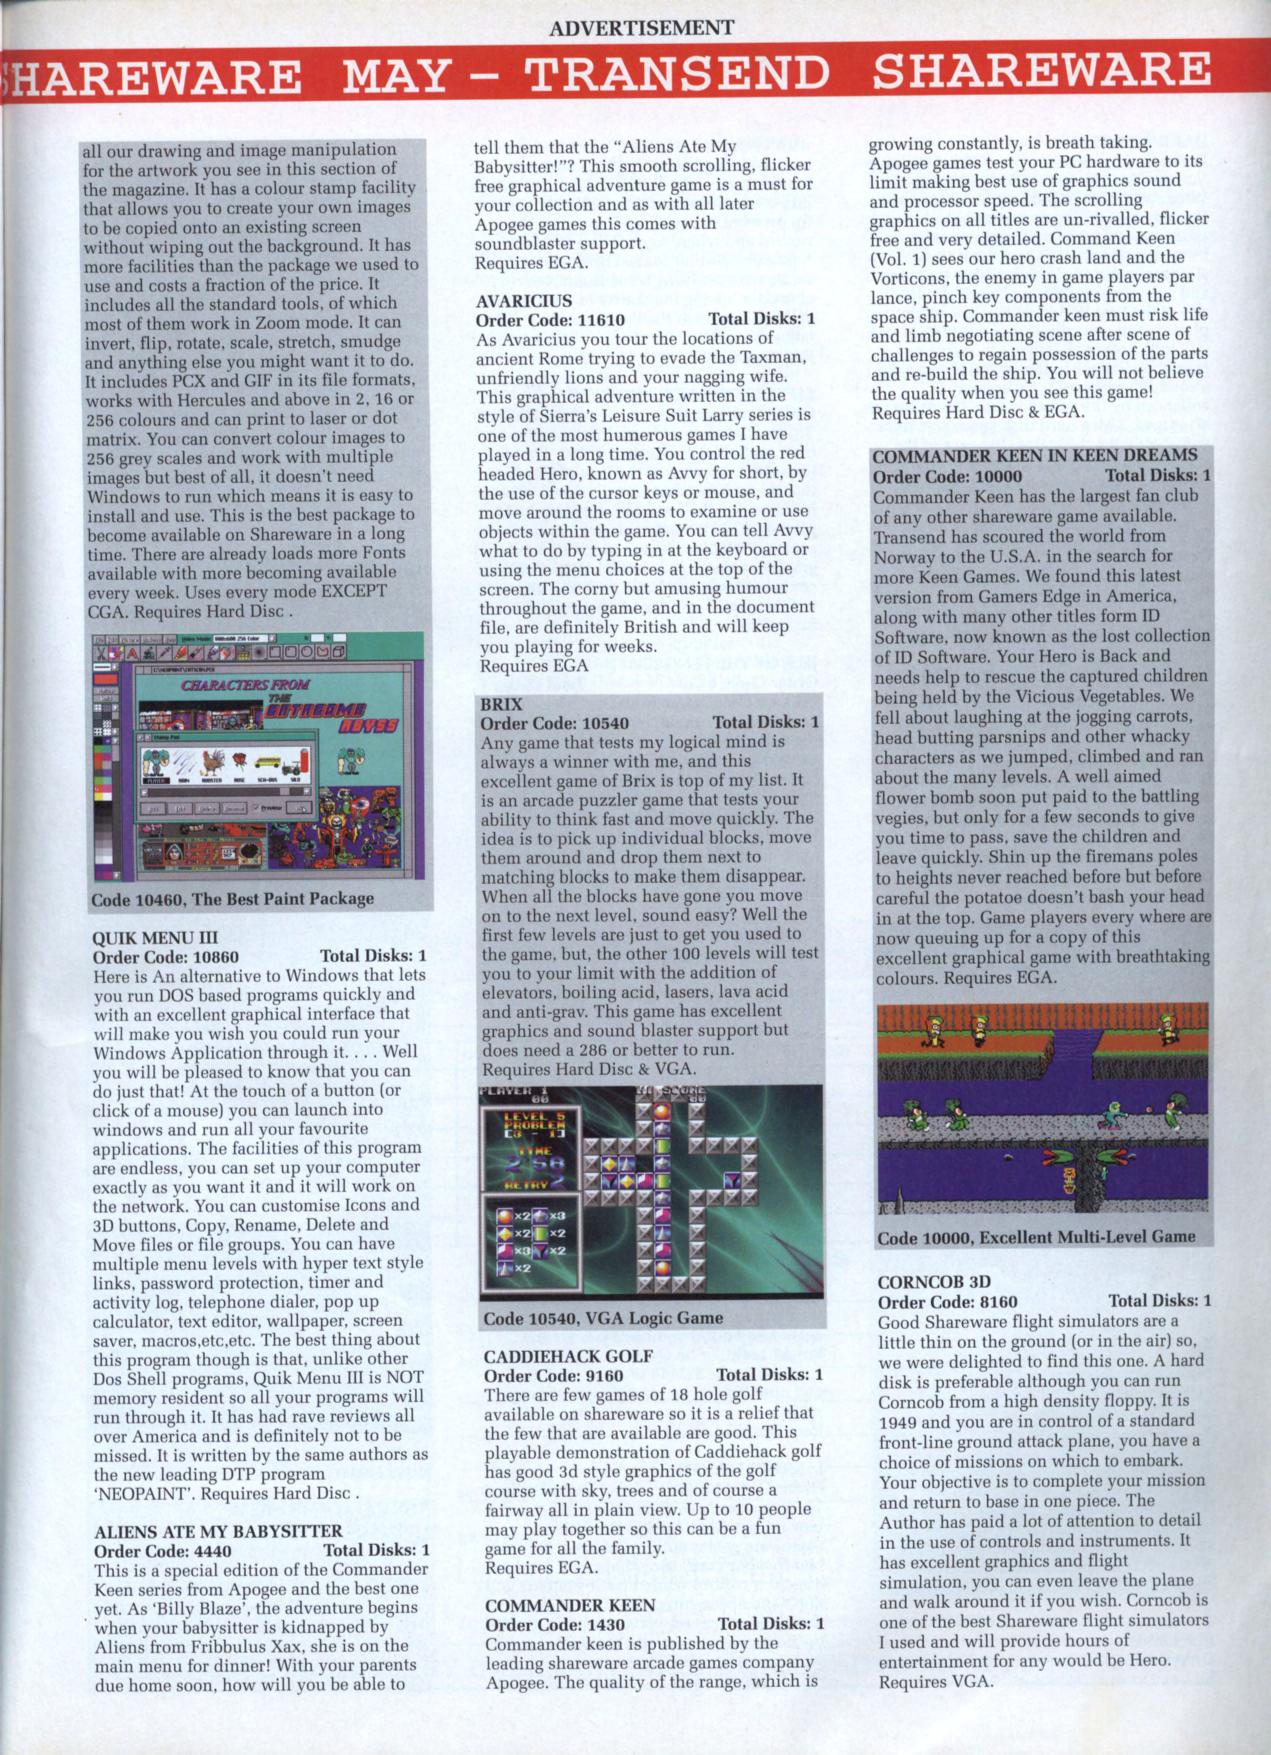 ADVERTISEMENT
SHAREWARE MAY – TRANSEND SHAREWARE
all our drawing and image manipulation
for the artwork you see in this section of
the magazine. It has a colour stamp facility
that allows you to create your own images
to be copied onto an existing screen
without wiping out the background. It has
more facilities than the package we used to
use and costs a fraction of the price. It
includes all the standard tools, of which
most of them work in Zoom mode. It can
invert, flip, rotate, scale, stretch, smudge
and anything else you might want it to do.
It includes PCX and GIF in its file formats,
works with Hercules and above in 2, 16 or
256 colours and can print to laser or dot
matrix. You can convert colour images to
256 grey scales and work with multiple
images but best of all, it doesn't need
Windows to run which means it is easy to
install and use. This is the best package to
become available on Shareware in a long
time. There are already loads more Fonts
available with more becoming available
every week. Uses every mode EXCEPT
CGA. Requires Hard Disc .
CHARACTERS FROM
THE
CATACOMB
ABYSS
Code 10460, The Best Paint Package
QUIK MENU III
Order Code: 10860 Total Disks: 1
Here is An alternative to Windows that lets
you run DOS based programs quickly and
with an excellent graphical interface that
will make you wish you could run your
Windows Application through it. . . . Well
you will be pleased to know that you can
do just that! At the touch of a button (or
click of a mouse) you can launch into
windows and run all your favourite
applications. The facilities of this program
are endless, you can set up your computer
exactly as you want it and it will work on
the network. You can customise Icons and
3D buttons, Copy, Rename, Delete and
Move files or file groups. You can have
multiple menu levels with hyper text style
links, password protection, timer and
activity log, telephone dialer, pop up
calculator, text editor, wallpaper, screen
saver, macros,etc,etc. The best thing about
this program though is that, unlike other
Dos Shell programs, Quik Menu III is NOT
memory resident so all your programs will
run through it. It has had rave reviews all
over America and is definitely not to be
missed. It is written by the same authors as
the new leading DTP program
'NEOPAINT'. Requires Hard Disc .
ALIENS ATE MY BABYSITTER
Order Code: 4440 Total Disks: 1
This is a special edition of the Commander
Keen series from Apogee and the best one
yet. As 'Billy Blaze', the adventure begins
when your babysitter is kidnapped by
Aliens from Fribbulus Xax, she is on the
main menu for dinner! With your parents
due home soon, how will you be able to
tell them that the "Aliens Ate My
Babysitter!"? This smooth scrolling, flicker
free graphical adventure game is a must for
your collection and as with all later
Apogee games this comes with
soundblaster support.
Requires EGA.
AVARICIUS
Order Code: 11610 Total Disks: 1
As Avaricius you tour the locations of
ancient Rome trying to evade the Taxman,
unfriendly lions and your nagging wife.
This graphical adventure written in the
style of Sierra's Leisure Suit Larry series is
one of the most humerous games I have
played in a long time. You control the red
headed Hero, known as Avvy for short, by
the use of the cursor keys or mouse, and
move around the rooms to examine or use
objects within the game. You can tell Avvy
what to do by typing in at the keyboard or
using the menu choices at the top of the
screen. The corny but amusing humour
throughout the game, and in the document
file, are definitely British and will keep
you playing for weeks.
Requires EGA
BRIX
Order Code: 10540 Total Disks: 1
Any game that tests my logical mind is
always a winner with me, and this
excellent game of Brix is top of my list. It
is an arcade puzzler game that tests your
ability to think fast and move quickly. The
idea is to pick up individual blocks, move
them around and drop them next to
matching blocks to make them disappear.
When all the blocks have gone you move
on to the next level, sound easy? Well the
first few levels are just to get you used to
the game, but, the other 100 levels will test
you to your limit with the addition of
elevators, boiling acid, lasers, lava acid
and anti-grav. This game has excellent
graphics and sound blaster support but
does need a 286 or better to run.
Requires Hard Disc & VGA.
PLAYER 1 HI SCORE
00 00
LEVEL 5
PROBLEM
[3 - 1]
TIME
2:58
RETRY 2
×2 ×3
×2 ×2
×3 ×2
×2
Code 10540, VGA Logic Game
CADDIEHACK GOLF
Order Code: 9160 Total Disks: 1
There are few games of 18 hole golf
available on shareware so it is a relief that
the few that are available are good. This
playable demonstration of Caddiehack golf
has good 3d style graphics of the golf
course with sky, trees and of course a
fairway all in plain view. Up to 10 people
may play together so this can be a fun
game for all the family.
Requires EGA.
COMMANDER KEEN
Order Code: 1430 Total Disks: 1
Commander keen is published by the
leading shareware arcade games company
Apogee. The quality of the range, which is
growing constantly, is breath taking.
Apogee games test your PC hardware to its
limit making best use of graphics sound
and processor speed. The scrolling
graphics on all titles are un-rivalled, flicker
free and very detailed. Command Keen
(Vol. 1) sees our hero crash land and the
Vorticons, the enemy in game players par
lance, pinch key components from the
space ship. Commander keen must risk life
and limb negotiating scene after scene of
challenges to regain possession of the parts
and re-build the ship. You will not believe
the quality when you see this game!
Requires Hard Disc & EGA.
COMMANDER KEEN IN KEEN DREAMS
Order Code: 10000 Total Disks: 1
Commander Keen has the largest fan club
of any other shareware game available.
Transend has scoured the world from
Norway to the U.S.A. in the search for
more Keen Games. We found this latest
version from Gamers Edge in America,
along with many other titles form ID
Software, now known as the lost collection
of ID Software. Your Hero is Back and
needs help to rescue the captured children
being held by the Vicious Vegetables. We
fell about laughing at the jogging carrots,
head butting parsnips and other whacky
characters as we jumped, climbed and ran
about the many levels. A well aimed
flower bomb soon put paid to the battling
vegies, but only for a few seconds to give
you time to pass, save the children and
leave quickly. Shin up the firemans poles
to heights never reached before but before
careful the potatoe doesn't bash your head
in at the top. Game players every where are
now queuing up for a copy of this
excellent graphical game with breathtaking
colours. Requires EGA.
Code 10000, Excellent Multi-Level Game
CORNCOB 3D
Order Code: 8160 Total Disks: 1
Good Shareware flight simulators are a
little thin on the ground (or in the air) so,
we were delighted to find this one. A hard
disk is preferable although you can run
Corncob from a high density floppy. It is
1949 and you are in control of a standard
front-line ground attack plane, you have a
choice of missions on which to embark.
Your objective is to complete your mission
and return to base in one piece. The
Author has paid a lot of attention to detail
in the use of controls and instruments. It
has excellent graphics and flight
simulation, you can even leave the plane
and walk around it if you wish. Corncob is
one of the best Shareware flight simulators
I used and will provide hours of
entertainment for any would be Hero.
Requires VGA.